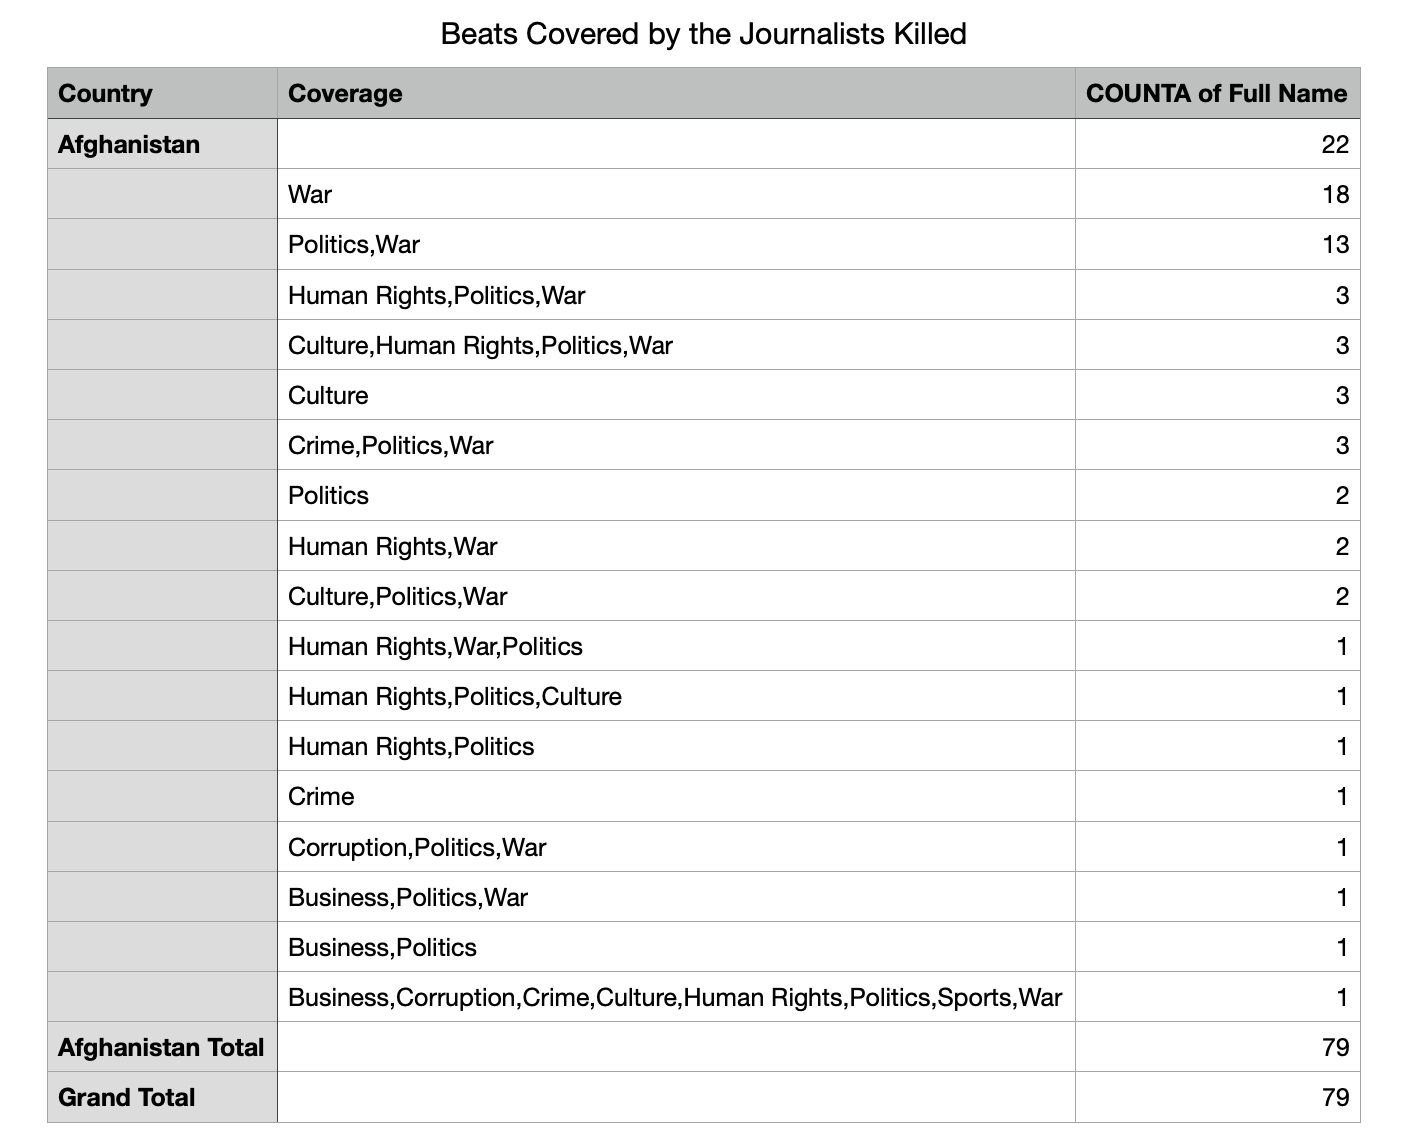 Beats Covered by the Journalists Killed
Country Coverage COUNTA of Full Name
Afghanistan 22
War 18
Politics,War 13
Human Rights,Politics,War 3
Culture,Human Rights,Politics,War 3
Culture 3
Crime,Politics,War 3
Politics 2
Human Rights,War 2
Culture,Politics,War 2
Human Rights,War,Politics 1
Human Rights,Politics,Culture 1
Human Rights,Politics 1
Crime 1
Corruption,Politics,War 1
Business,Politics,War 1
Business,Politics 1
Business,Corruption,Crime,Culture,Human Rights,Politics,Sports,War 1
Afghanistan Total 79
Grand Total 79